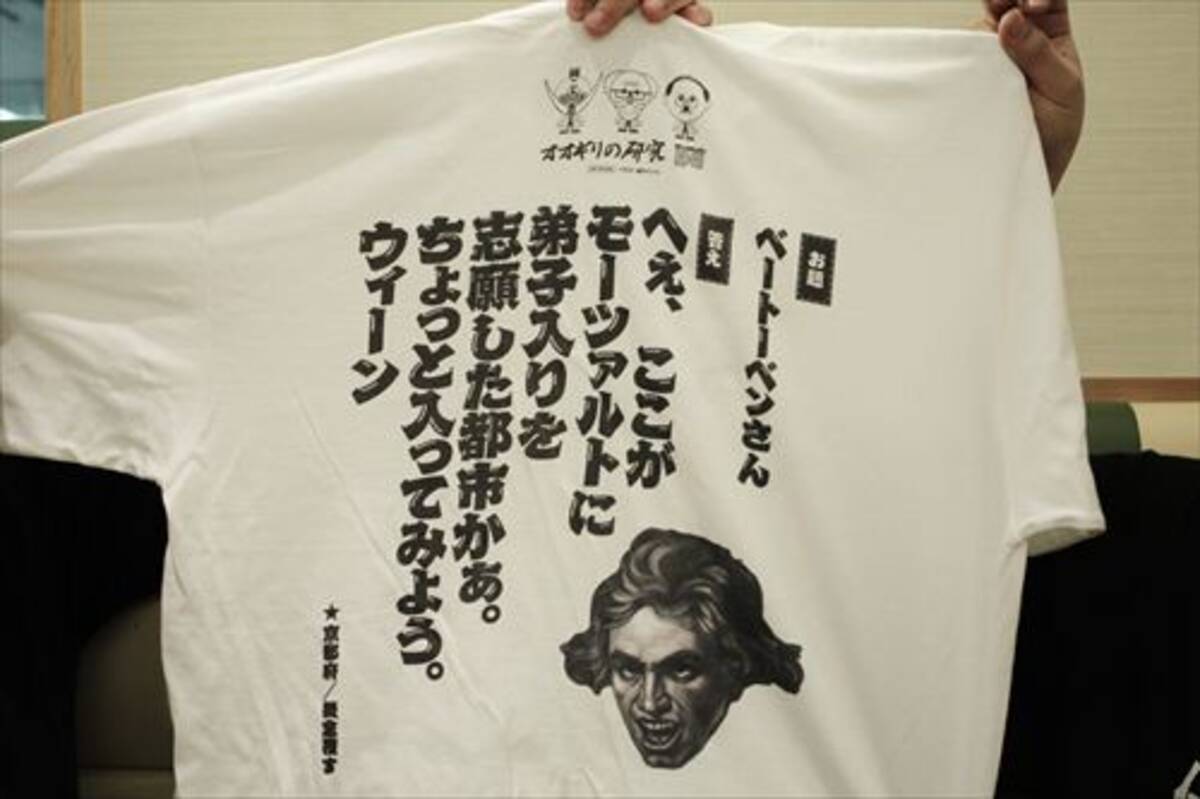 オオギリの研究
お題
ベートーベンさん
答え
へえ、ここが
モーツァルトに
弟子入りを
志願した都市かぁ。
ちょっと入ってみよう。
ウィーン
★京都府/